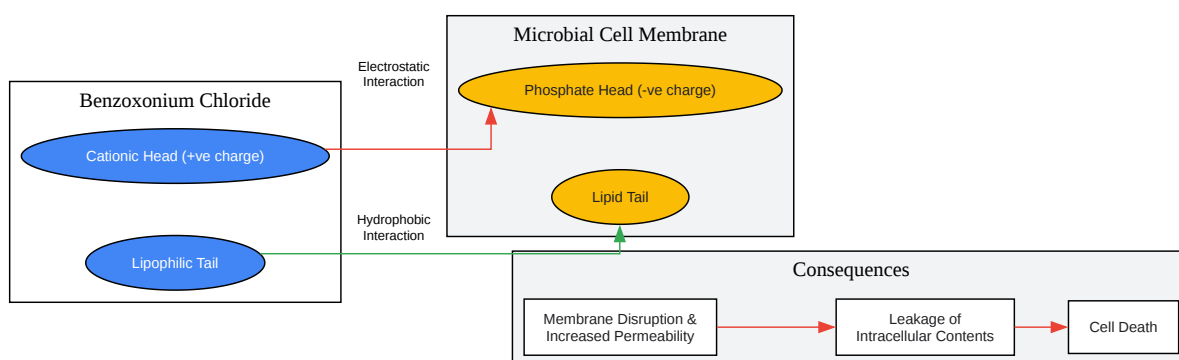 Microbial Cell Membrane
Electrostatic
Interaction
Phosphate Head (-ve charge)
Benzoxonium Chloride
Cationic Head (+ve charge)
Lipid Tail
Hydrophobic
Interaction
Lipophilic Tail
Consequences
Membrane Disruption &
Increased Permeability
Leakage of
Intracellular Contents
Cell Death